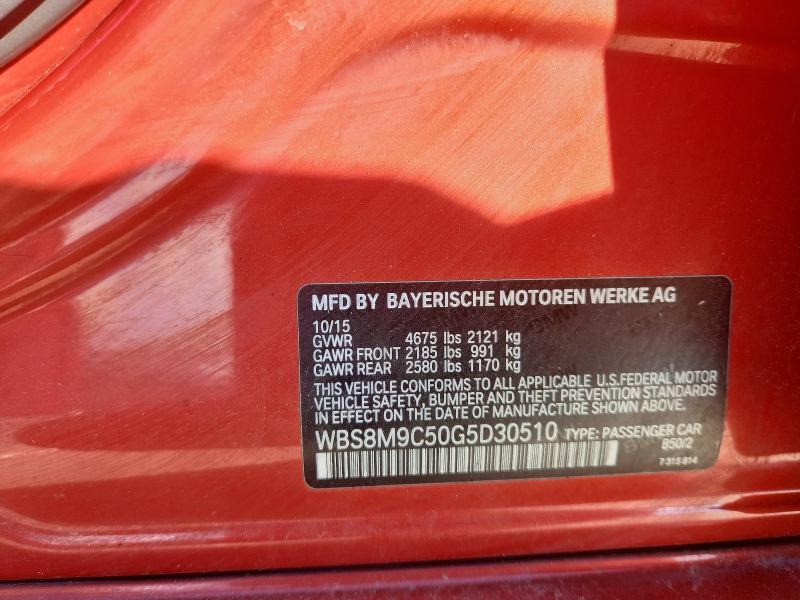 MFD BY BAYERISCHE MOTOREN WERKE AG
10/15
GVWR 4675 lbs 2121 kg
GAWR FRONT 2185 lbs 991 kg
GAWR REAR 2580 lbs 1170 kg
THIS VEHICLE CONFORMS TO ALL APPLICABLE U.S.FEDERAL MOTOR
VEHICLE SAFETY, BUMPER AND THEFT PREVENTION STANDARDS
IN EFFECT ON THE DATE OF MANUFACTURE SHOWN ABOVE.
WBS8M9C50G5D30510 TYPE: PASSENGER CAR
850/2
7 315 814